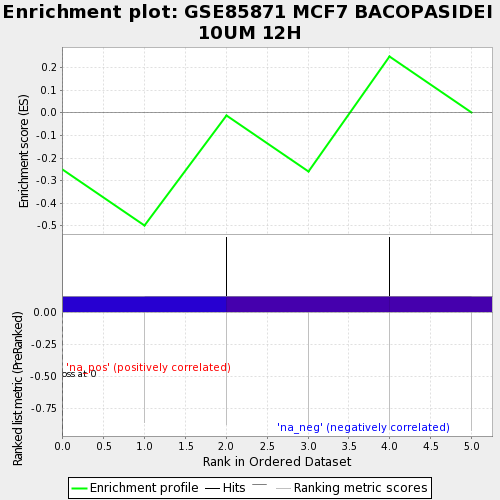 Enrichment plot: GSE85871 MCF7 BACOPASIDEI
10UM 12H
Enrichment score (ES)
0.2
0.1
0.0
-0.1
-0.2
-0.3
-0.4
-0.5
Ranked list metric (PreRanked)
0.00
-0.25
-0.50
-0.75
'na_pos' (positively correlated)
oss at 0
'na_neg' (negatively correlated)
0.0 0.5 1.0 1.5 2.0 2.5 3.0 3.5 4.0 4.5 5.0
Rank in Ordered Dataset
Enrichment profile Hits Ranking metric scores